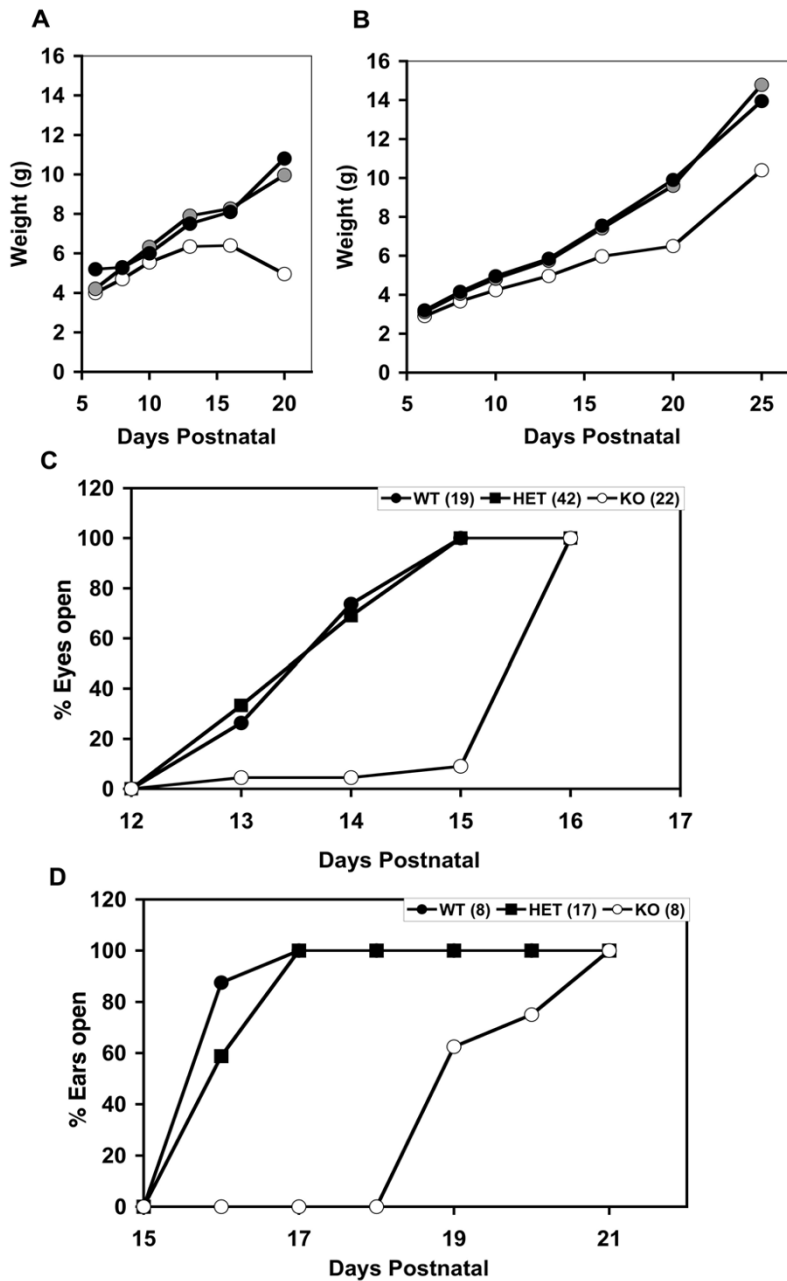 A
16
14
12
10
8
6
4
2
0
Weight (g)
5 10 15 20
Days Postnatal
B
16
14
12
10
8
6
4
2
0
Weight (g)
5 10 15 20 25
Days Postnatal
C
WT (19) HET (42) KO (22)
120
100
80
60
40
20
0
% Eyes open
12 13 14 15 16 17
Days Postnatal
D
WT (8) HET (17) KO (8)
120
100
80
60
40
20
0
% Ears open
15 17 19 21
Days Postnatal